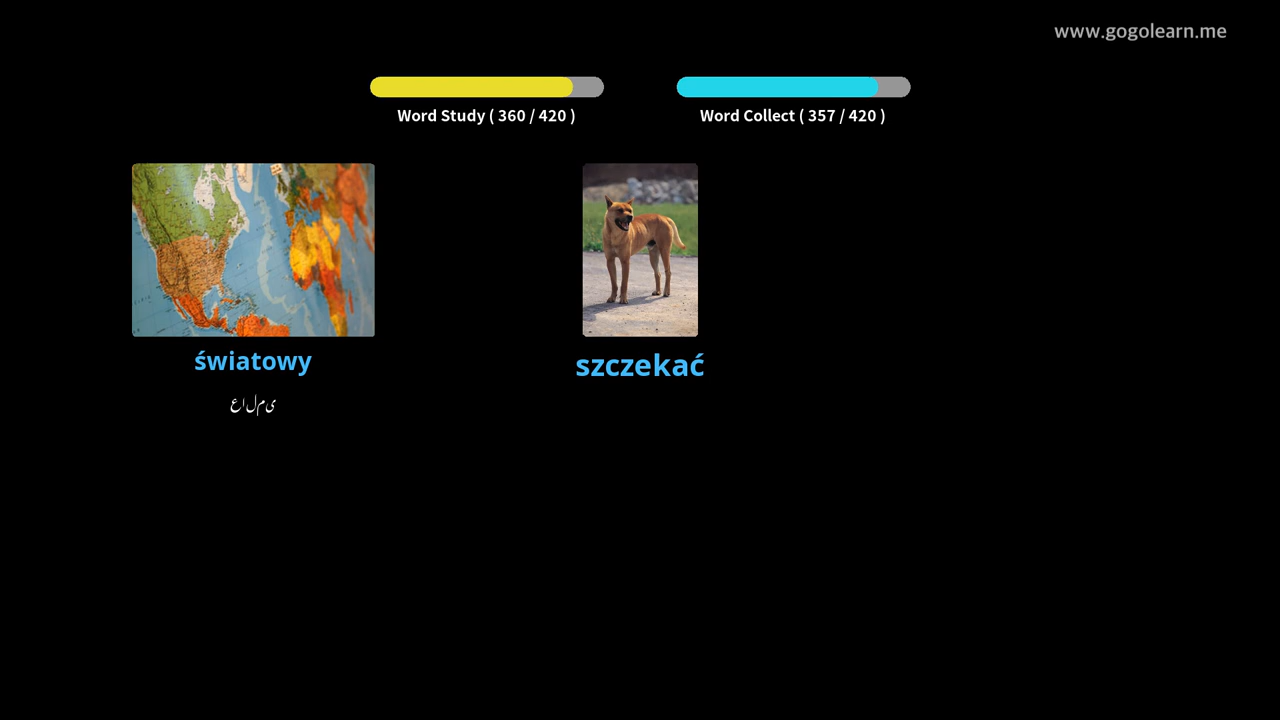 www.gogolearn.me
Word Study ( 360 / 420 )
Word Collect ( 357 / 420 )
światowy
عالمی
szczekać